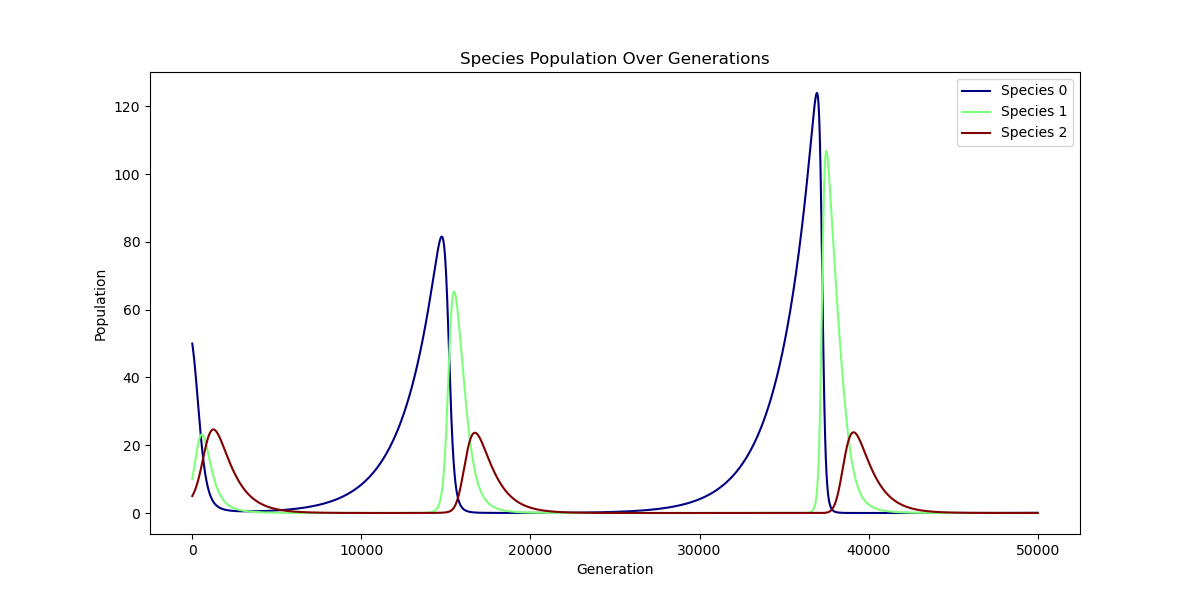 Species Population Over Generations
Species 0
Species 1
Species 2
120
100
80
60
40
20
0
Population
0 10000 20000 30000 40000 50000
Generation